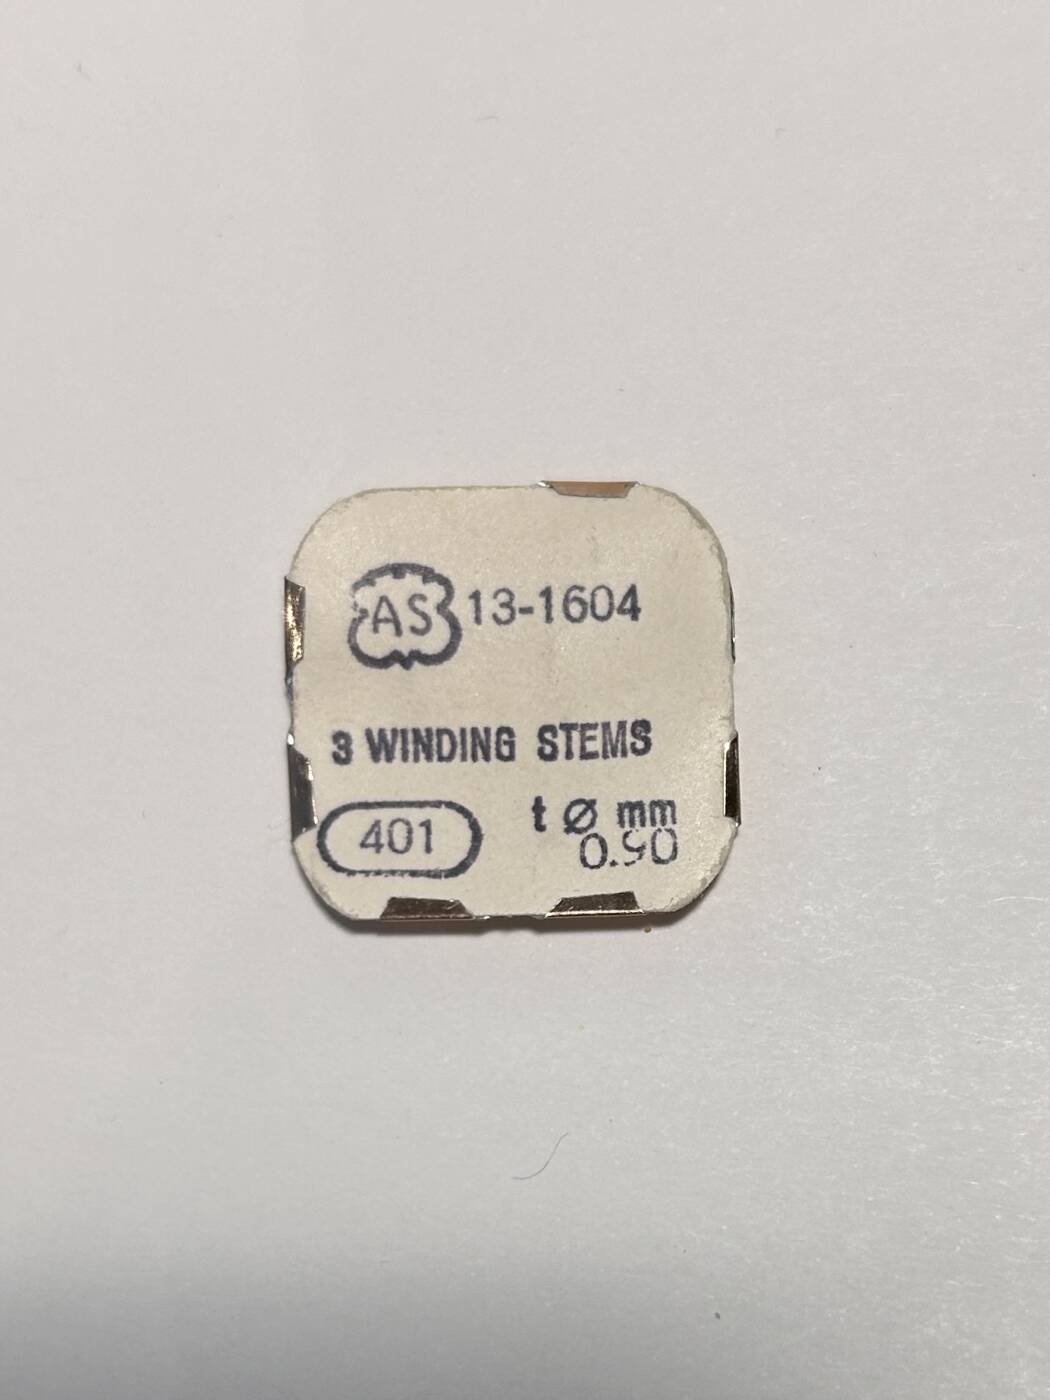 AS 13-1604
3 WINDING STEMS
401 t Ø mm
0.90